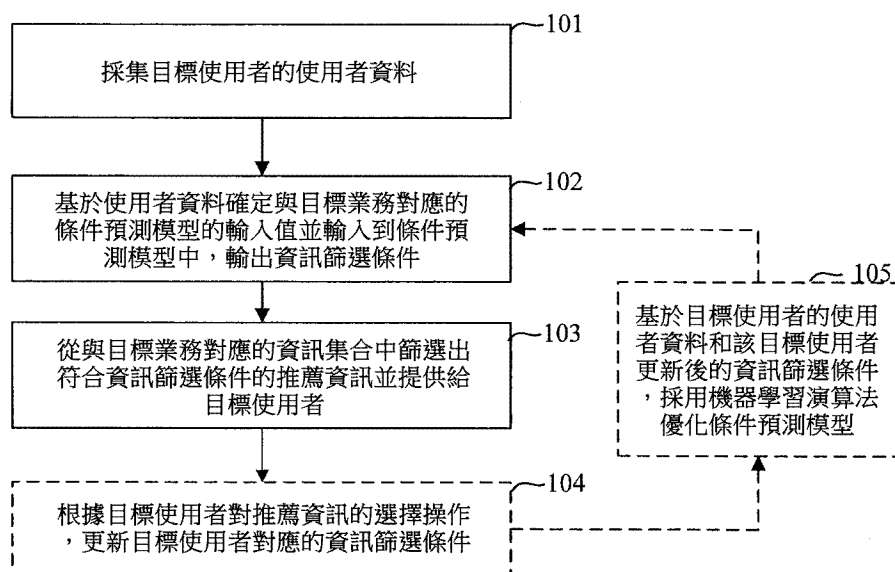 101
採集目標使用者的使用者資料
102
基於使用者資料確定與目標業務對應的
條件預測模型的輸入值並輸入到條件預
測模型中，輸出資訊篩選條件
103
從與目標業務對應的資訊集合中篩選出
符合資訊篩選條件的推薦資訊並提供給
目標使用者
104
根據目標使用者對推薦資訊的選擇操作
，更新目標使用者對應的資訊篩選條件
105
基於目標使用者的使用
者資料和該目標使用者
更新後的資訊篩選條件
，採用機器學習演算法
優化條件預測模型